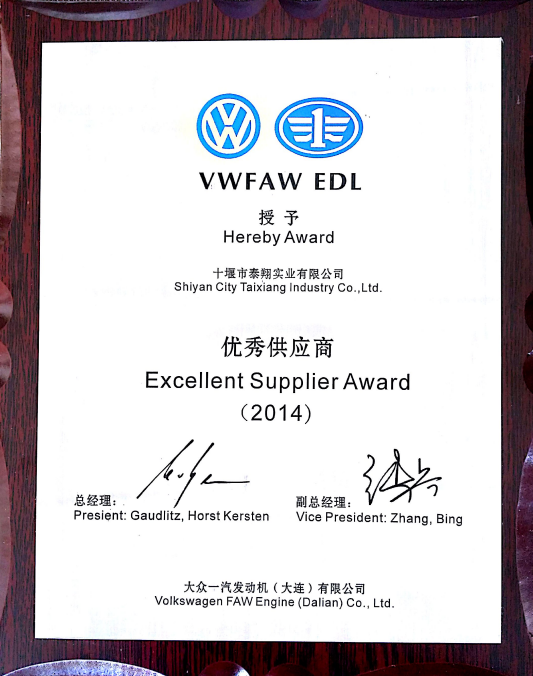 VWFAW EDL
授 予
Hereby Award
十堰市泰翔实业有限公司
Shiyan City Taixiang Industry Co.,Ltd.
优秀供应商
Excellent Supplier Award
（2014）
总经理： 副总经理：
Presient: Gaudlitz, Horst Kersten Vice President: Zhang, Bing
大众一汽发动机（大连）有限公司
Volkswagen FAW Engine (Dalian) Co., Ltd.